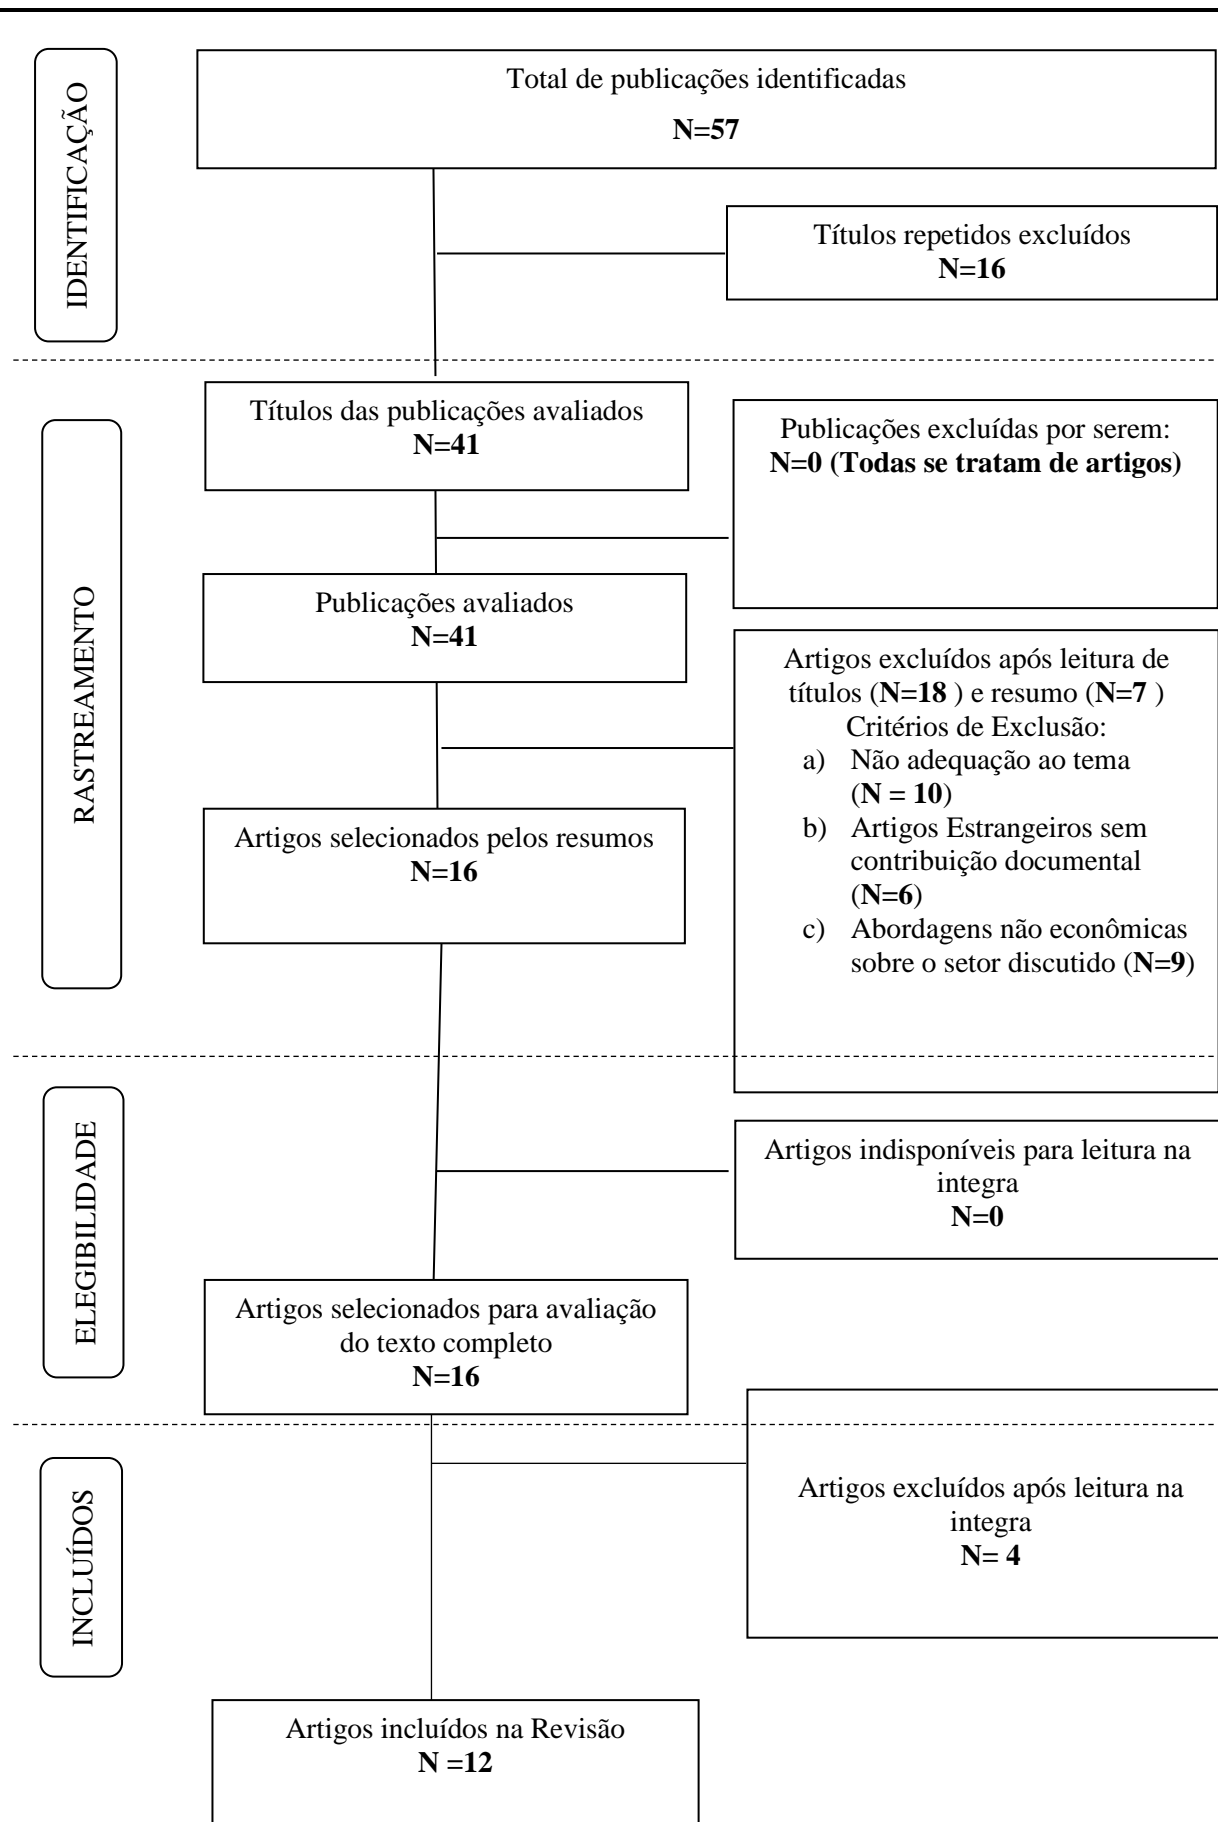 IDENTIFICAÇÃO
Total de publicações identificadas
N=57
Títulos repetidos excluídos
N=16
RASTREAMENTO
Títulos das publicações avaliados
N=41
Publicações excluídas por serem:
N=0 (Todas se tratam de artigos)
Publicações avaliados
N=41
Artigos excluídos após leitura de
títulos (N=18 ) e resumo (N=7 )
Critérios de Exclusão:
a) Não adequação ao tema
(N = 10)
b) Artigos Estrangeiros sem
contribuição documental
(N=6)
c) Abordagens não econômicas
sobre o setor discutido (N=9)
Artigos selecionados pelos resumos
N=16
ELEGIBILIDADE
Artigos indisponíveis para leitura na
integra
N=0
Artigos selecionados para avaliação
do texto completo
N=16
INCLUÍDOS
Artigos excluídos após leitura na
integra
N= 4
Artigos incluídos na Revisão
N =12